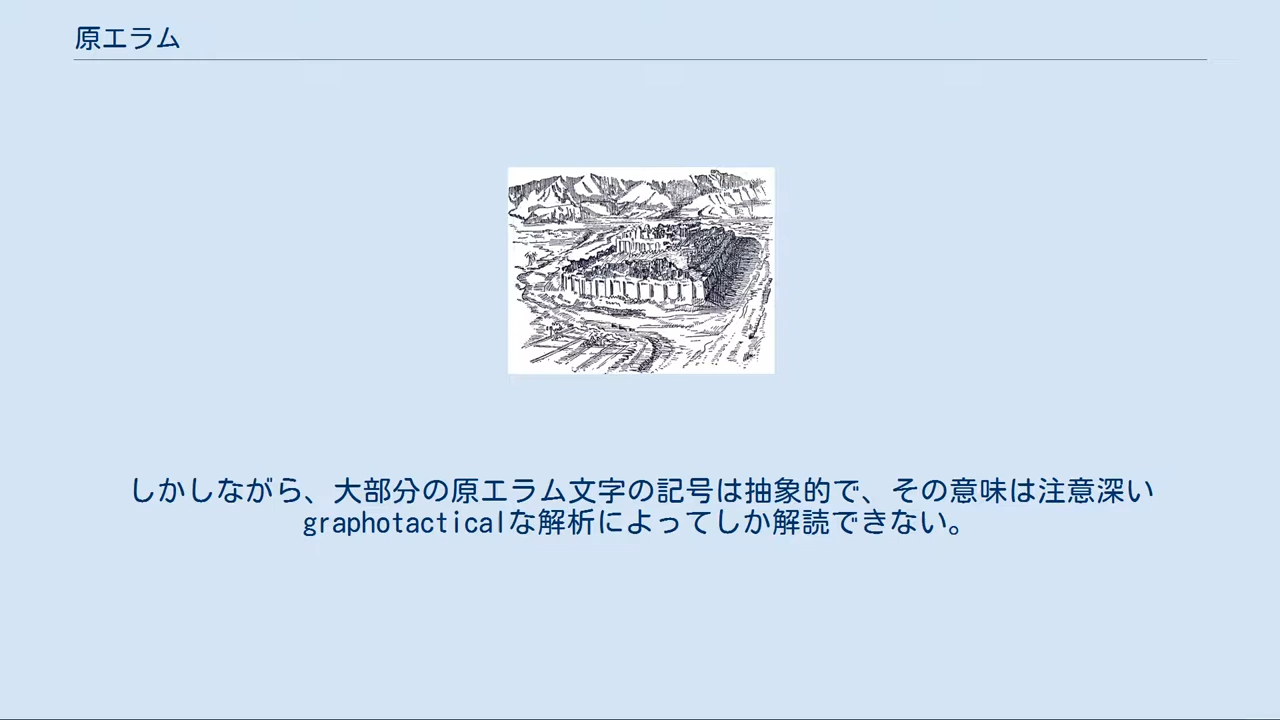 原エラム
しかしながら、大部分の原エラム文字の記号は抽象的で、その意味は注意深い
graphotacticalな解析によってしか解読できない。